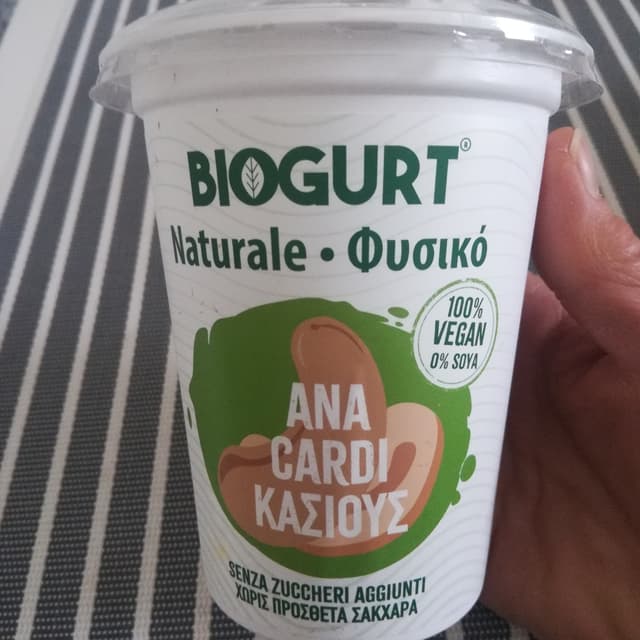 BIOGURT®
Naturale • Φυσικό
100%
VEGAN
0% SOYA
ANA
CARDI
ΚΑΣΙΟΥΣ
SENZA ZUCCHERI AGGIUNTI
ΧΩΡΙΣ ΠΡΟΣΘΕΤΑ ΣΑΚΧΑΡΑ